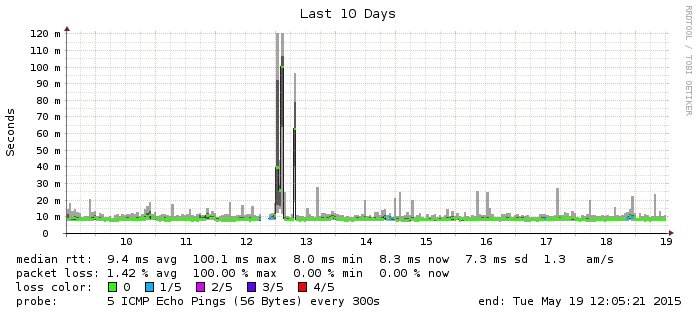 Last 10 Days
RRDTOOL / TOBI OETIKER
Seconds
120 m
110 m
100 m
90 m
80 m
70 m
60 m
50 m
40 m
30 m
20 m
10 m
0
10 11 12 13 14 15 16 17 18 19
median rtt: 9.4 ms avg 100.1 ms max 8.0 ms min 8.3 ms now 7.3 ms sd 1.3 am/s
packet loss: 1.42 % avg 100.00 % max 0.00 % min 0.00 % now
loss color: 0 1/5 2/5 3/5 4/5
probe: 5 ICMP Echo Pings (56 Bytes) every 300s end: Tue May 19 12:05:21 2015